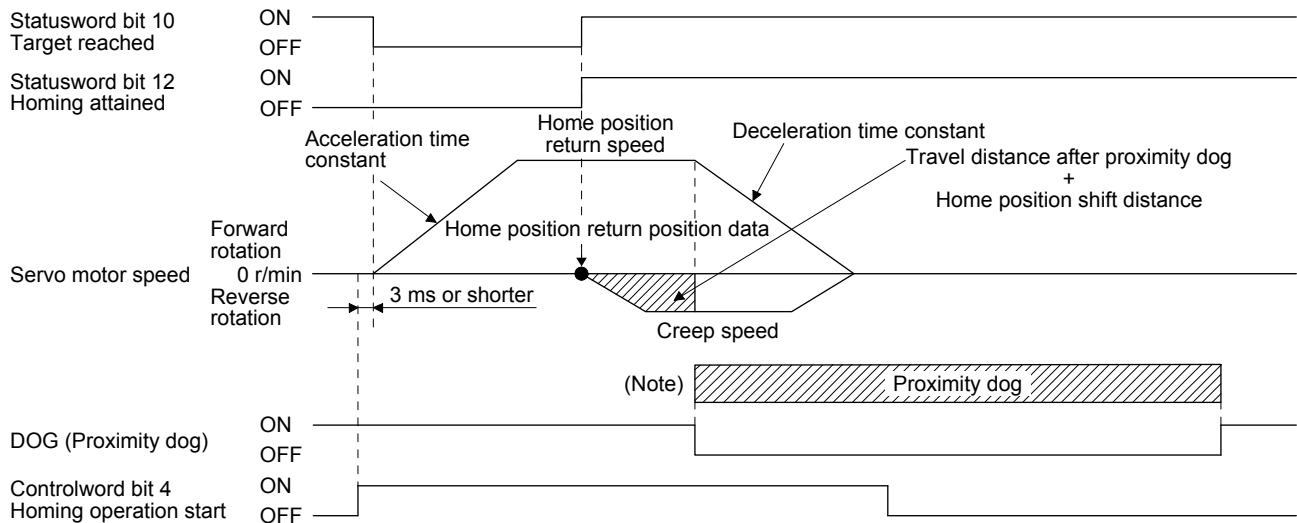 Statusword bit 10
Target reached
ON
OFF
Statusword bit 12
Homing attained
ON
OFF
Acceleration time
constant
Home position
return speed
Deceleration time constant
Travel distance after proximity dog
+
Home position shift distance
Home position return position data
Servo motor speed
Forward
rotation
0 r/min
Reverse
rotation
3 ms or shorter
Creep speed
(Note)
Proximity dog
DOG (Proximity dog)
ON
OFF
Controlword bit 4
Homing operation start
ON
OFF